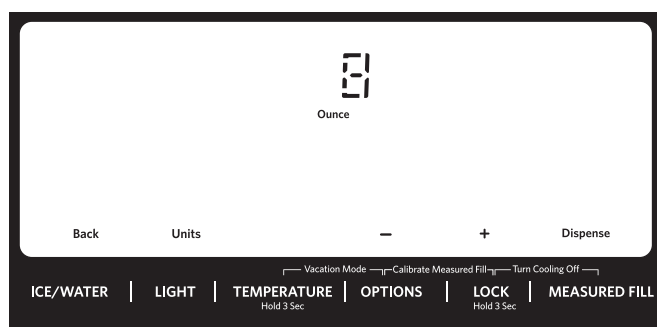 8
Ounce
Back Units − + Dispense
Vacation Mode Calibrate Measured Fill Turn Cooling Off
ICE/WATER LIGHT TEMPERATURE OPTIONS LOCK MEASURED FILL
Hold 3 Sec Hold 3 Sec